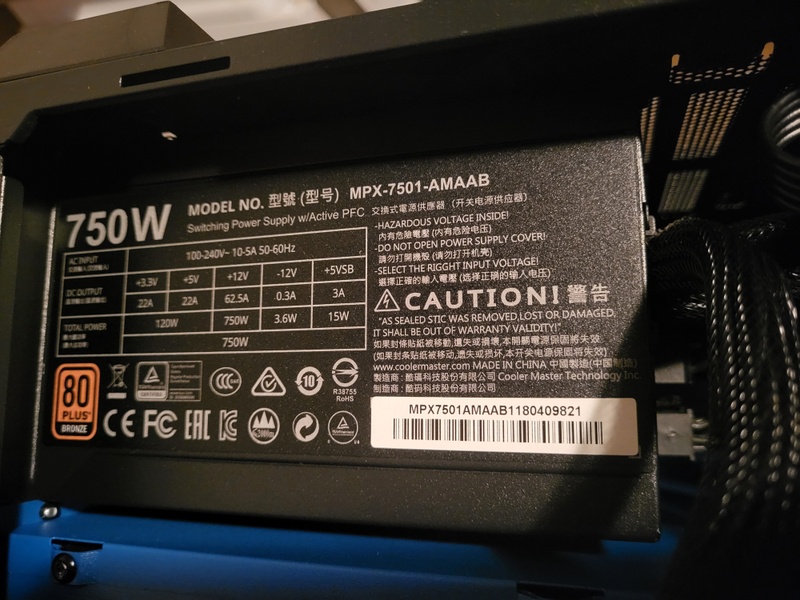 750W
MODEL NO. 型號 (型号) MPX-7501-AMAAB
Switching Power Supply w/Active PFC 交換式電源供應器 (开关电源供应器)
AC INPUT
100-240V~ 10-5A 50-60Hz
DC OUTPUT
+3.3V +5V +12V -12V +5VSB
22A 22A 62.5A 0.3A 3A
TOTAL POWER
120W 750W 3.6W 15W
750W
-HAZARDOUS VOLTAGE INSIDE!
內有危險電壓 (内有危险电压)
-DO NOT OPEN POWER SUPPLY COVER!
請勿打開機殼 (请勿打开机壳)
-SELECT THE RIGGHT INPUT VOLTAGE!
選擇正確的輸人電壓 (选择正确的输人电压)
CAUTION! 警告
"AS SEALED STIC WAS REMOVED,LOST OR DAMAGED,
IT SHALL BE OUT OF WARRANTY VALIDITY!"
如果封條貼紙被移動,遺失或損壞,本開關電源保固將失效
(如果封条贴纸被移动,遗失或损坏,本开关电源保固将失效)
www.coolermaster.com MADE IN CHINA 中國製造(中国制造)
製造商：酷碼科技股份有限公司 Cooler Master Technology Inc.
制造商：酷码科技股份有限公司
80
PLUS
BRONZE
CCC
10
R38755
RoHS
CE FC EAC
MPX7501AMAAB1180409821